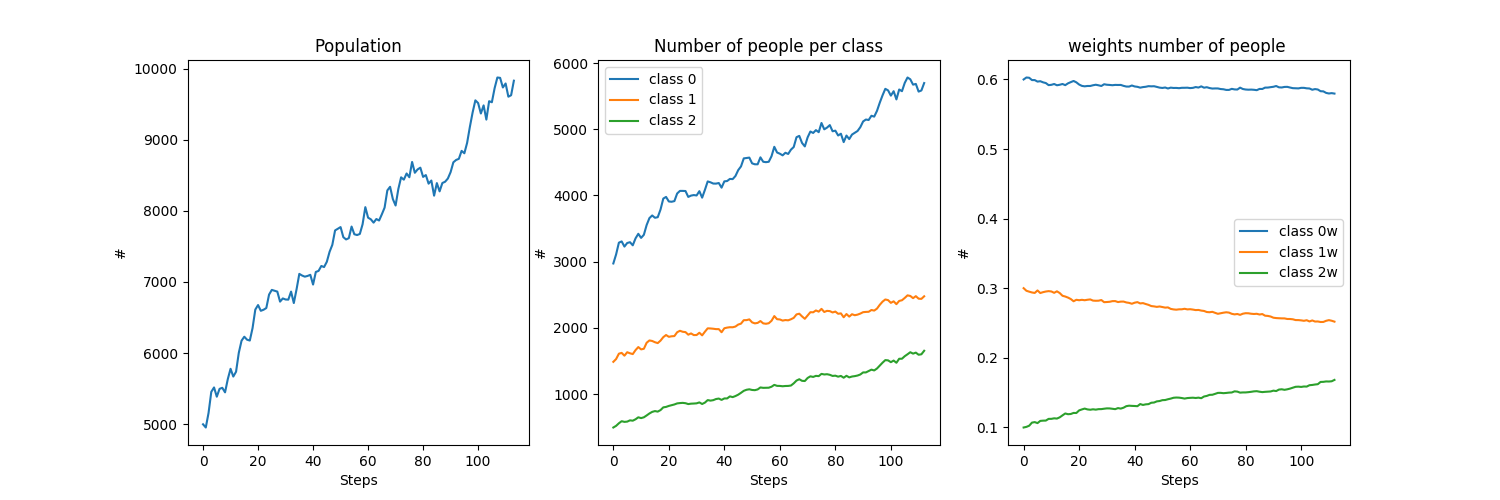 Population
10000
9000
8000
7000
6000
5000
#
0 20 40 60 80 100
Steps
Number of people per class
6000
5000
4000
3000
2000
1000
#
class 0
class 1
class 2
0 20 40 60 80 100
Steps
weights number of people
0.6
0.5
0.4
0.3
0.2
0.1
#
class 0w
class 1w
class 2w
0 20 40 60 80 100
Steps